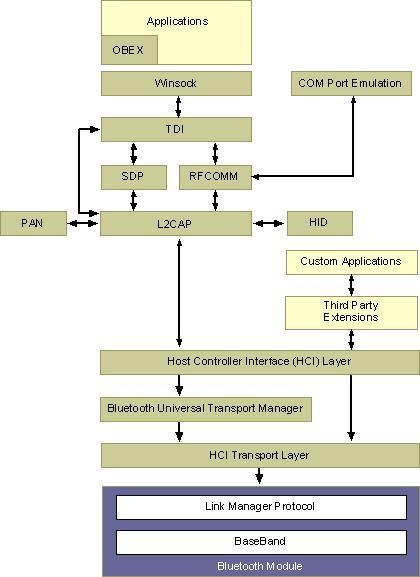 Applications
OBEX
Winsock
COM Port Emulation
TDI
SDP
RFCOMM
PAN
L2CAP
HID
Custom Applications
Third Party
Extensions
Host Controller Interface (HCI) Layer
Bluetooth Universal Transport Manager
HCI Transport Layer
Link Manager Protocol
BaseBand
Bluetooth Module